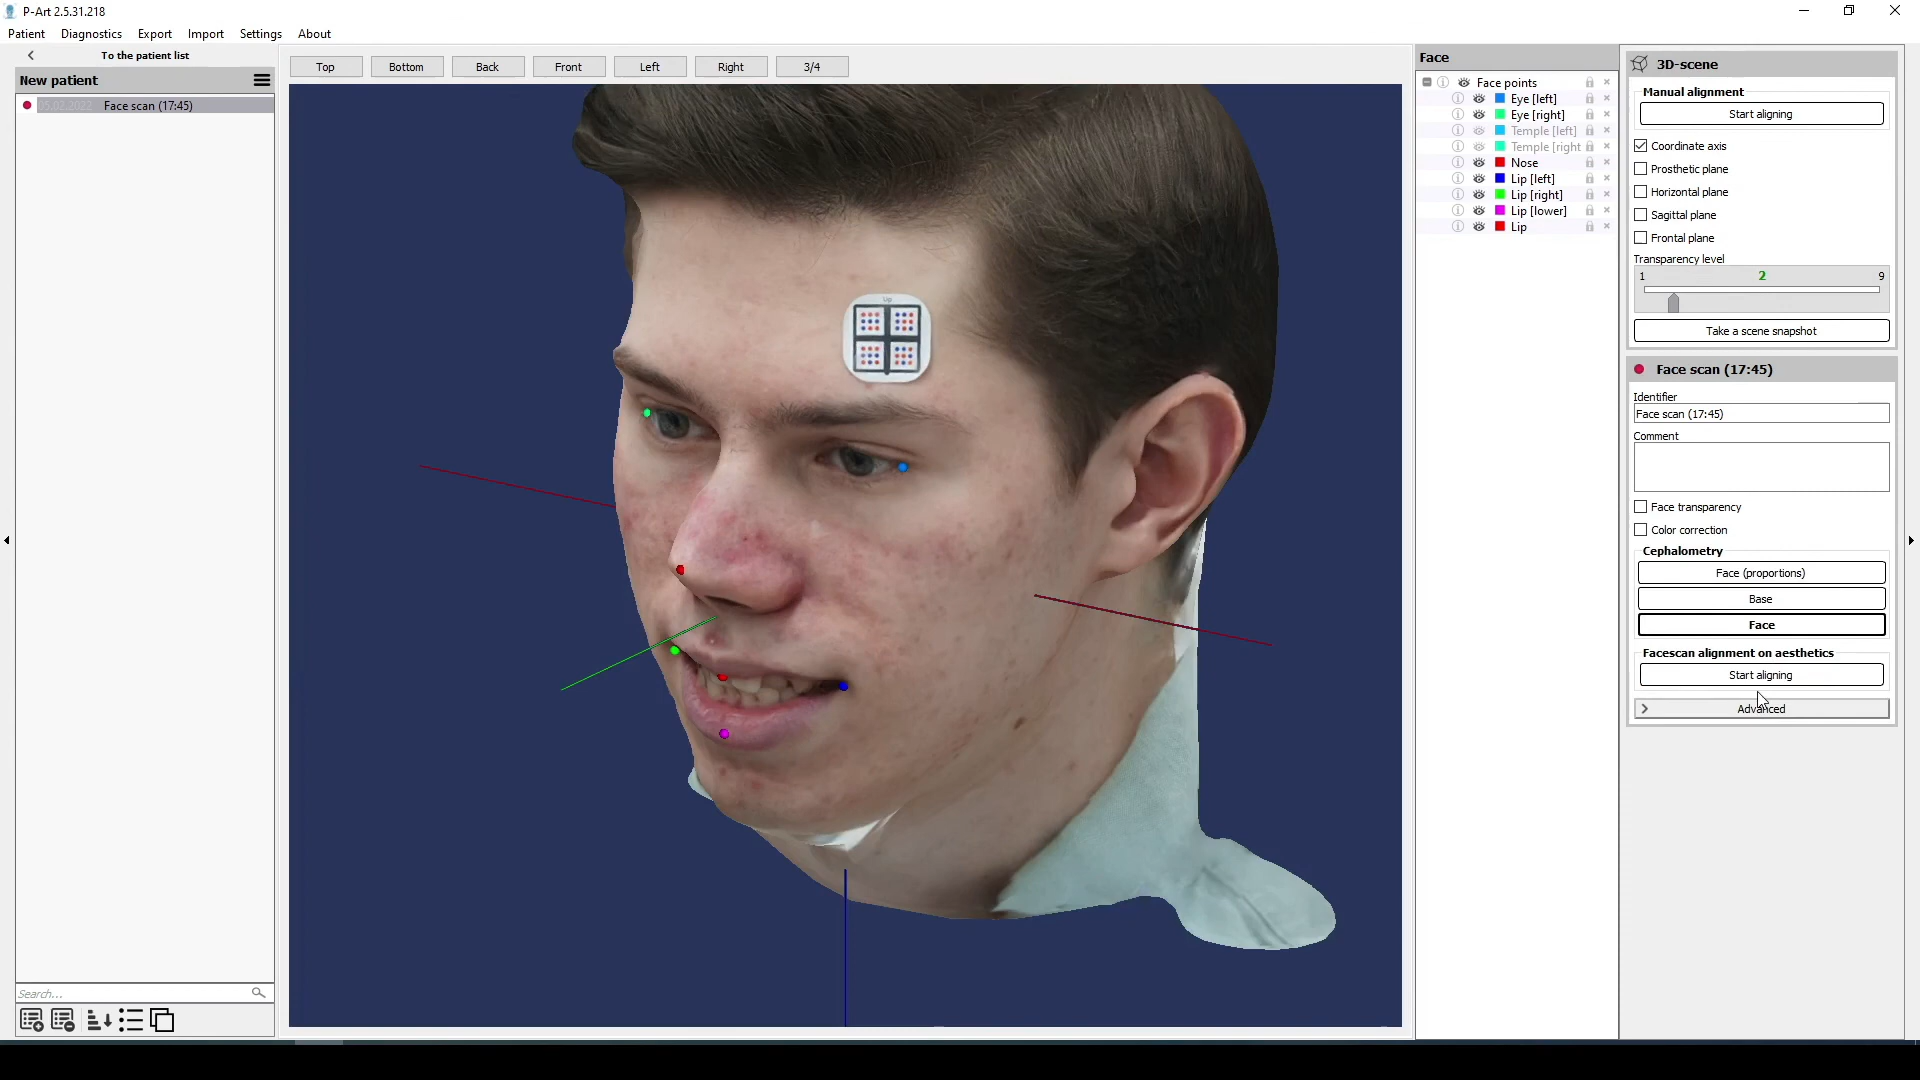 P-Art 2.5.31.218
Patient Diagnostics Export Import Settings About
To the patient list
New patient
05.02.2022 Face scan (17:45)
Search...
Top Bottom Back Front Left Right 3/4
Up
Face
Face points
Eye [left]
Eye [right]
Temple [left]
Temple [right
Nose
Lip [left]
Lip [right]
Lip [lower]
Lip
3D-scene
Manual alignment
Start aligning
Coordinate axis
Prosthetic plane
Horizontal plane
Sagittal plane
Frontal plane
Transparency level
1 2 9
Take a scene snapshot
Face scan (17:45)
Identifier
Face scan (17:45)
Comment
Face transparency
Color correction
Cephalometry
Face (proportions)
Base
Face
Facescan alignment on aesthetics
Start aligning
Advanced